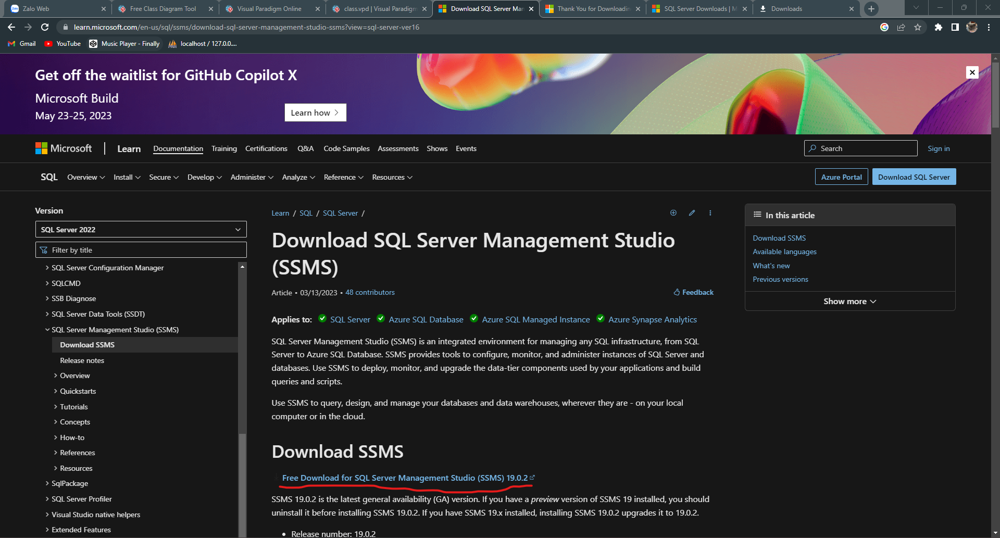 Zalo Web
Free Class Diagram Tool
Visual Paradigm Online
class.vpd | Visual Paradigm
Download SQL Server Man
Thank You for Downloadin
SQL Server Downloads | M
Downloads
learn.microsoft.com/en-us/sql/ssms/download-sql-server-management-studio-ssms?view=sql-server-ver16
Gmail
YouTube
Music Player - Finally
localhost / 127.0.0....
Get off the waitlist for GitHub Copilot X
Microsoft Build
May 23-25, 2023
Learn how
Microsoft
Learn
Documentation
Training
Certifications
Q&A
Code Samples
Assessments
Shows
Events
Search
Sign in
SQL
Overview
Install
Secure
Develop
Administer
Analyze
Reference
Resources
Azure Portal
Download SQL Server
Version
SQL Server 2022
Filter by title
SQL Server Configuration Manager
SQLCMD
SSB Diagnose
SQL Server Data Tools (SSDT)
SQL Server Management Studio (SSMS)
Download SSMS
Release notes
Overview
Quickstarts
Tutorials
Concepts
How-to
References
Resources
SqlPackage
SQL Server Profiler
Visual Studio native helpers
Extended Features
Learn / SQL / SQL Server /
Download SQL Server Management Studio
(SSMS)
Article • 03/13/2023 • 48 contributors
Feedback
Applies to: SQL Server Azure SQL Database Azure SQL Managed Instance Azure Synapse Analytics
SQL Server Management Studio (SSMS) is an integrated environment for managing any SQL infrastructure, from SQL
Server to Azure SQL Database. SSMS provides tools to configure, monitor, and administer instances of SQL Server and
databases. Use SSMS to deploy, monitor, and upgrade the data-tier components used by your applications and build
queries and scripts.
Use SSMS to query, design, and manage your databases and data warehouses, wherever they are - on your local
computer or in the cloud.
Download SSMS
Free Download for SQL Server Management Studio (SSMS) 19.0.2
SSMS 19.0.2 is the latest general availability (GA) version. If you have a preview version of SSMS 19 installed, you should
uninstall it before installing SSMS 19.0.2. If you have SSMS 19.x installed, installing SSMS 19.0.2 upgrades it to 19.0.2.
• Release number: 19.0.2
In this article
Download SSMS
Available languages
What's new
Previous versions
Show more